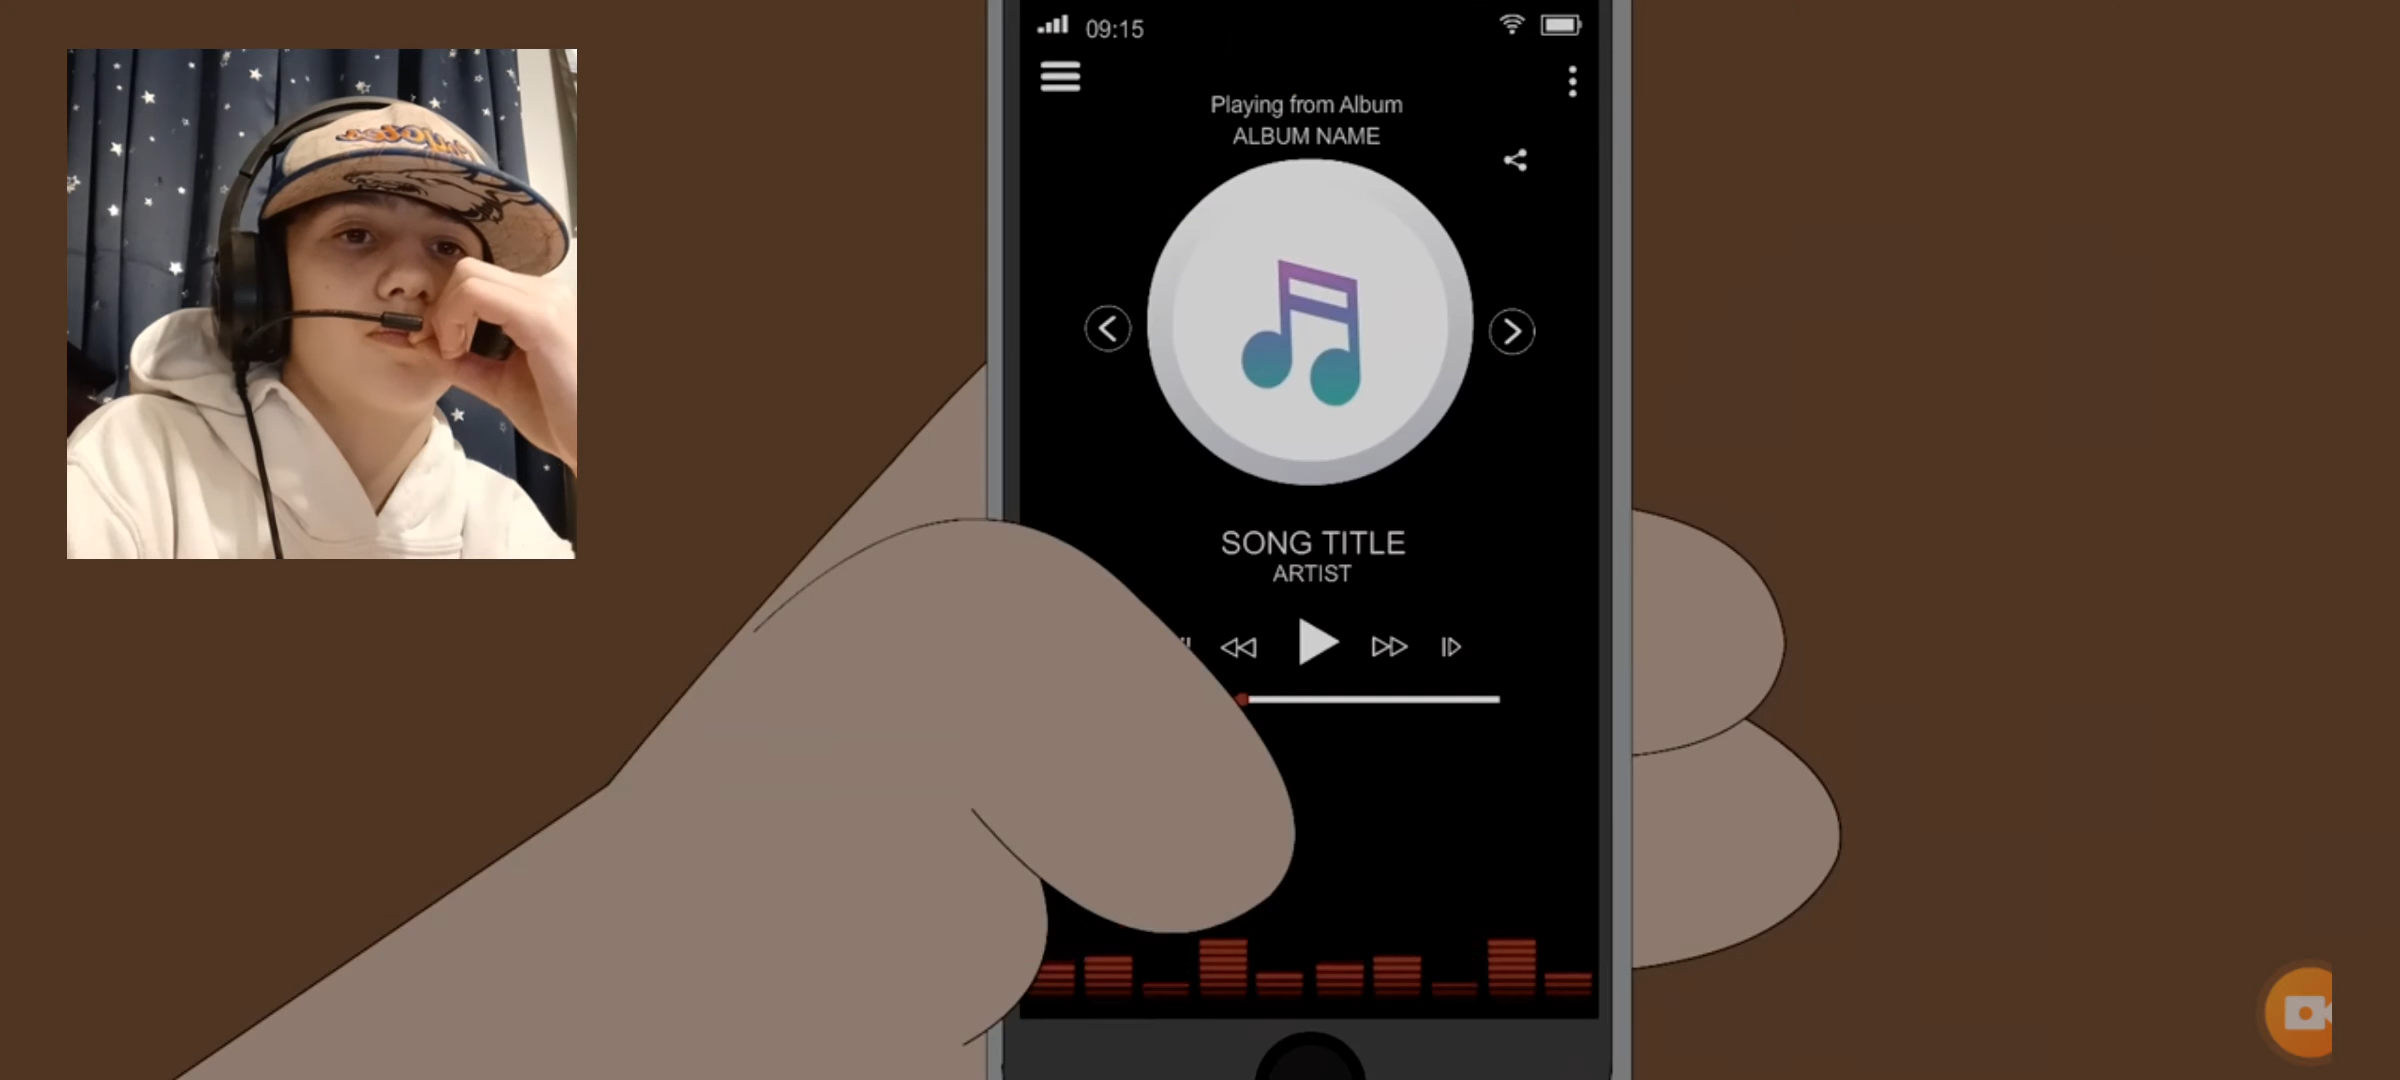 09:15
Playing from Album
ALBUM NAME
SONG TITLE
ARTIST